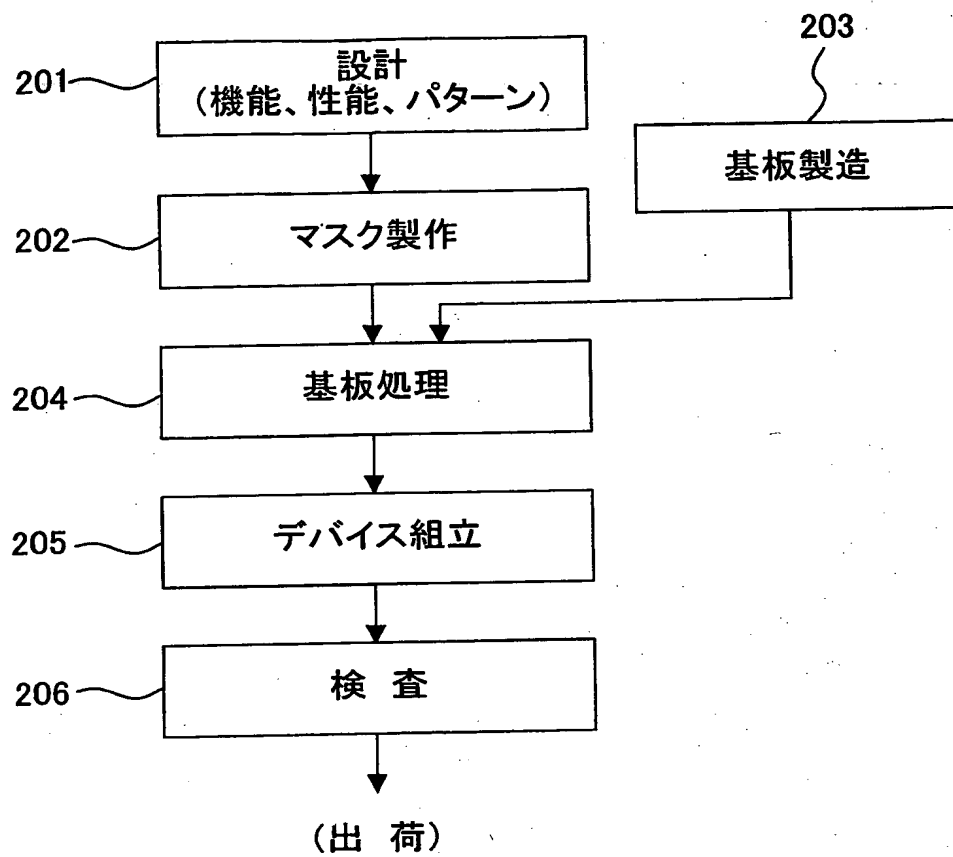 203
201
設計
（機能、性能、パターン）
基板製造
202
マスク製作
204
基板処理
205
デバイス組立
206
検 査
（出 荷）